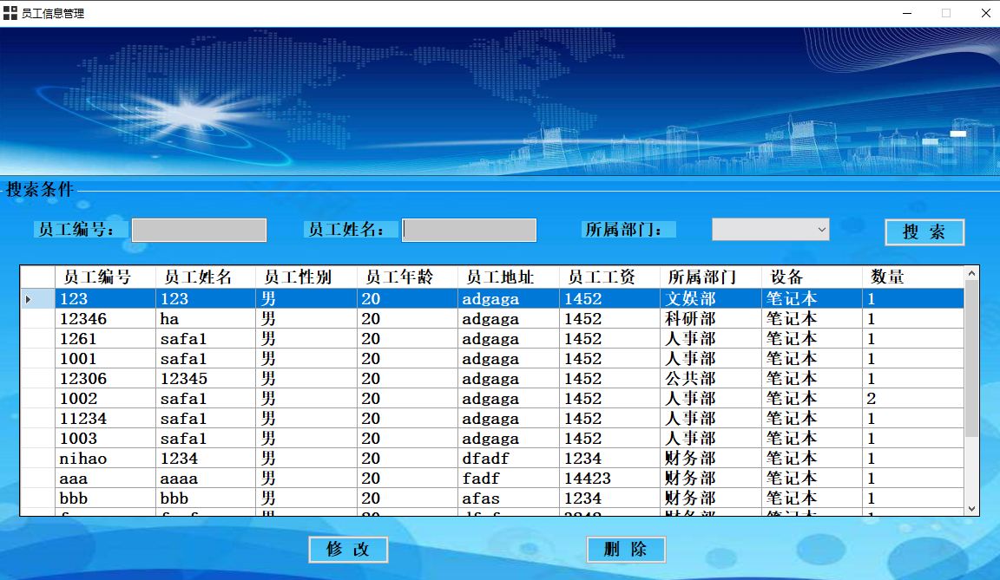 员工信息管理
搜索条件
员工编号： 员工姓名： 所属部门： 搜 索
员工编号 员工姓名 员工性别 员工年龄 员工地址 员工工资 所属部门 设备 数量
123 123 男 20 adgaga 1452 文娱部 笔记本 1
12346 ha 男 20 adgaga 1452 科研部 笔记本 1
1261 safa1 男 20 adgaga 1452 人事部 笔记本 1
1001 safa1 男 20 adgaga 1452 人事部 笔记本 1
12306 12345 男 20 adgaga 1452 公共部 笔记本 1
1002 safa1 男 20 adgaga 1452 人事部 笔记本 2
11234 safa1 男 20 adgaga 1452 人事部 笔记本 1
1003 safa1 男 20 adgaga 1452 人事部 笔记本 1
nihao 1234 男 20 dfadf 1234 财务部 笔记本 1
aaa aaaa 男 20 fadf 14423 财务部 笔记本 1
bbb bbb 男 20 afas 1234 财务部 笔记本 1
修 改 删 除